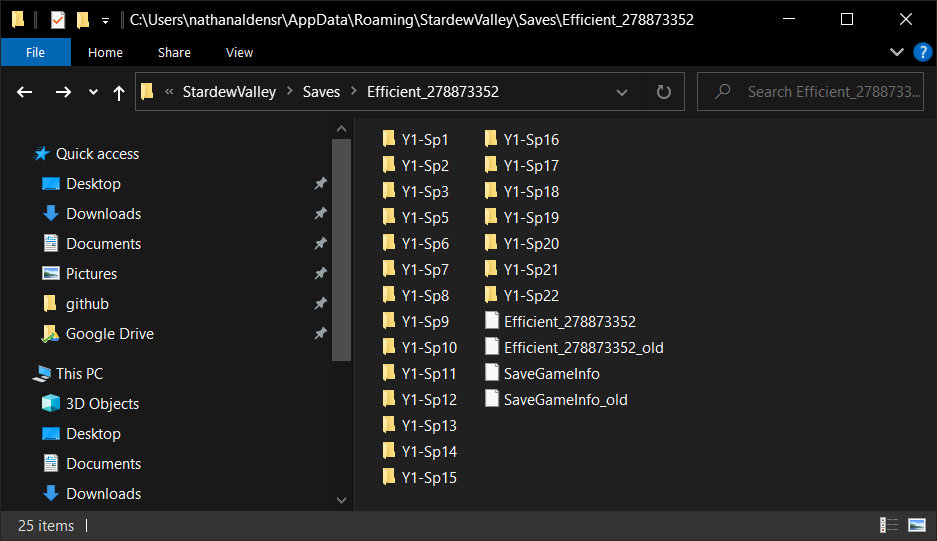 C:\Users\nathanaldensr\AppData\Roaming\StardewValley\Saves\Efficient_278873352
File Home Share View
« StardewValley > Saves > Efficient_278873352
Search Efficient_2788733...
Quick access
Desktop
Downloads
Documents
Pictures
github
Google Drive
This PC
3D Objects
Desktop
Documents
Downloads
Y1-Sp1
Y1-Sp2
Y1-Sp3
Y1-Sp5
Y1-Sp6
Y1-Sp7
Y1-Sp8
Y1-Sp9
Y1-Sp10
Y1-Sp11
Y1-Sp12
Y1-Sp13
Y1-Sp14
Y1-Sp15
Y1-Sp16
Y1-Sp17
Y1-Sp18
Y1-Sp19
Y1-Sp20
Y1-Sp21
Y1-Sp22
Efficient_278873352
Efficient_278873352_old
SaveGameInfo
SaveGameInfo_old
25 items